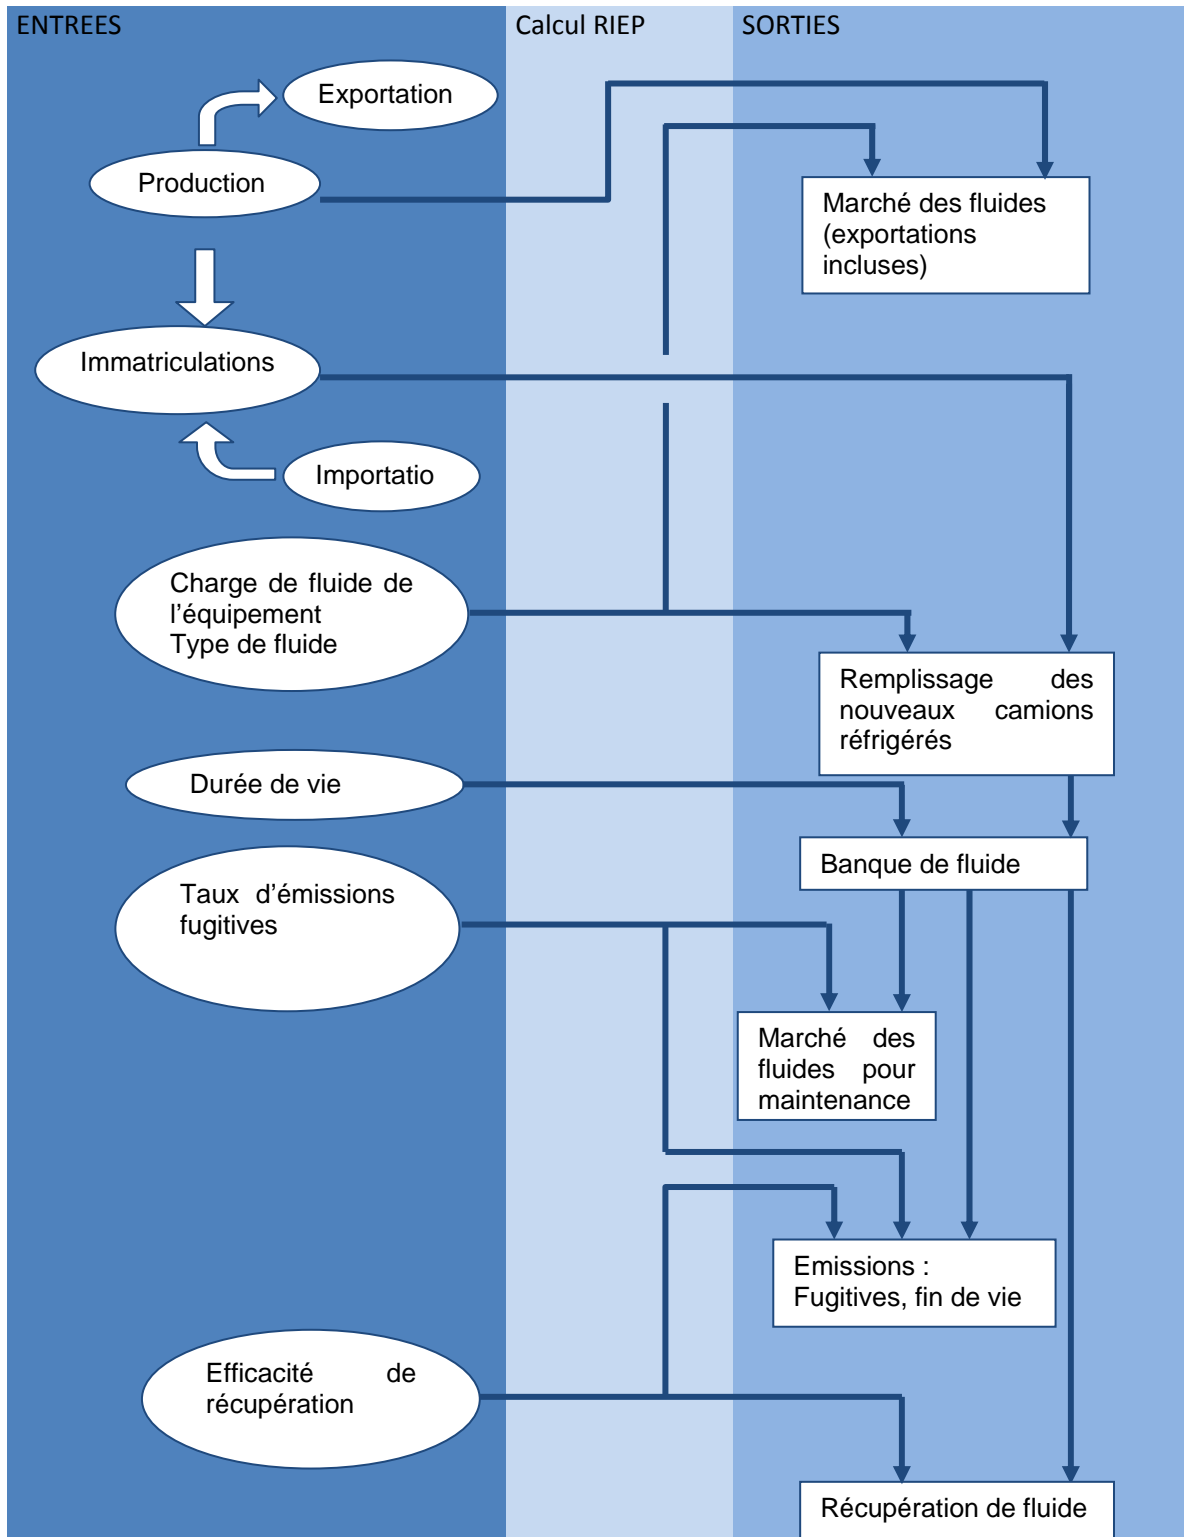 ENTREES
Calcul RIEP
SORTIES
Exportation
Production
Marché des fluides
(exportations
incluses)
Immatriculations
Importatio
Charge de fluide de
l'équipement
Type de fluide
Remplissage des
nouveaux camions
réfrigérés
Durée de vie
Banque de fluide
Taux d'émissions
fugitives
Marché des
fluides pour
maintenance
Emissions :
Fugitives, fin de vie
Efficacité de
récupération
Récupération de fluide